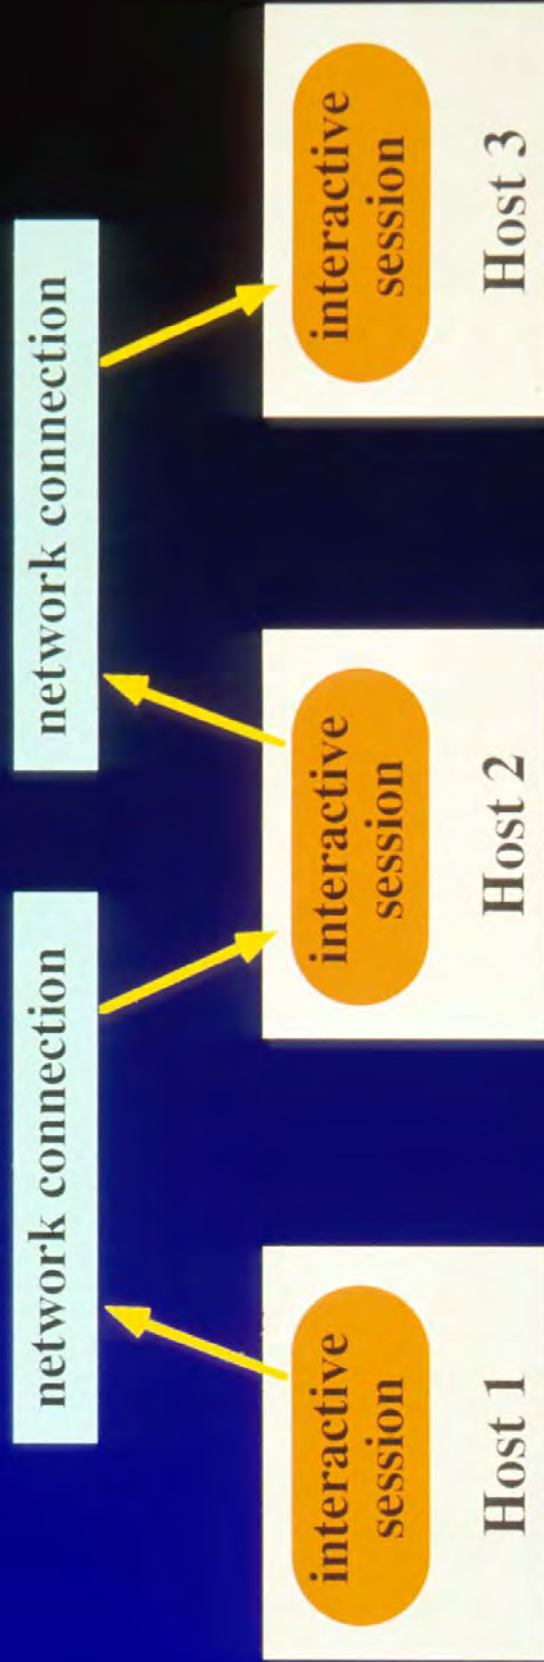 network connection
network connection
interactive
session
Host 1
interactive
session
Host 2
interactive
session
Host 3